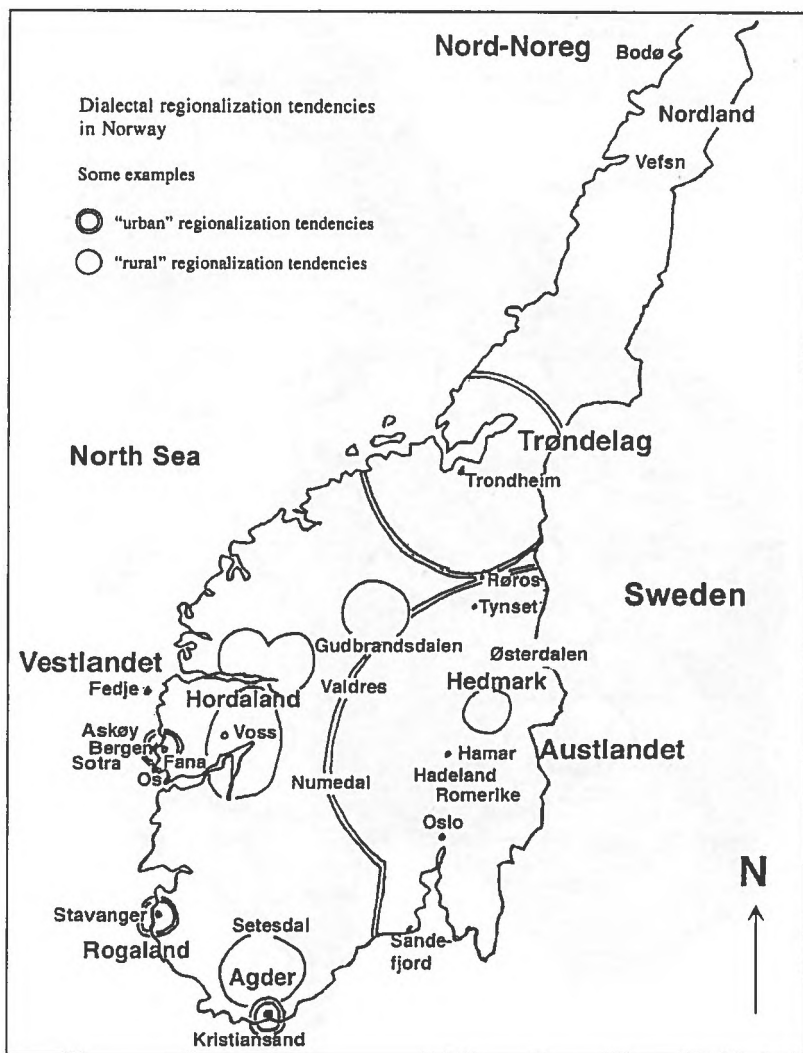 Nord-Noreg
Bodø
Dialectal regionalization tendencies
in Norway
Nordland
Some examples
Vefsn
"urban" regionalization tendencies
"rural" regionalization tendencies
Trøndelag
North Sea
Trondheim
Røros
Sweden
Tynset
Gudbrandsdalen
Østerdalen
Vestlandet
Hedmark
Fedje
Valdres
Hordaland
Askøy
Voss
Bergen
Austlandet
Hamar
Sotra
Fana
Os
Numedal
Hadeland
Romerike
Oslo
N
Stavanger
Setesdal
Rogaland
Sande-
fjord
Agder
Kristiansand